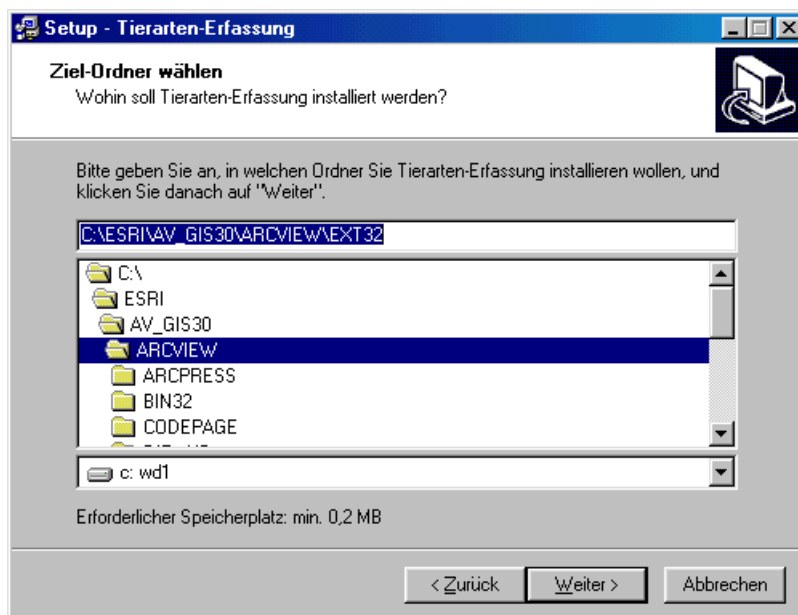 Setup - Tierarten-Erfassung
Ziel-Ordner wählen
Wohin soll Tierarten-Erfassung installiert werden?
Bitte geben Sie an, in welchen Ordner Sie Tierarten-Erfassung installieren wollen, und
klicken Sie danach auf "Weiter".
C:\ESRI\AV_GIS30\ARCVIEW\EXT32
C:\
ESRI
AV_GIS30
ARCVIEW
ARCPRESS
BIN32
CODEPAGE
c: wd1
Erforderlicher Speicherplatz: min. 0,2 MB
< Zurück
Weiter >
Abbrechen